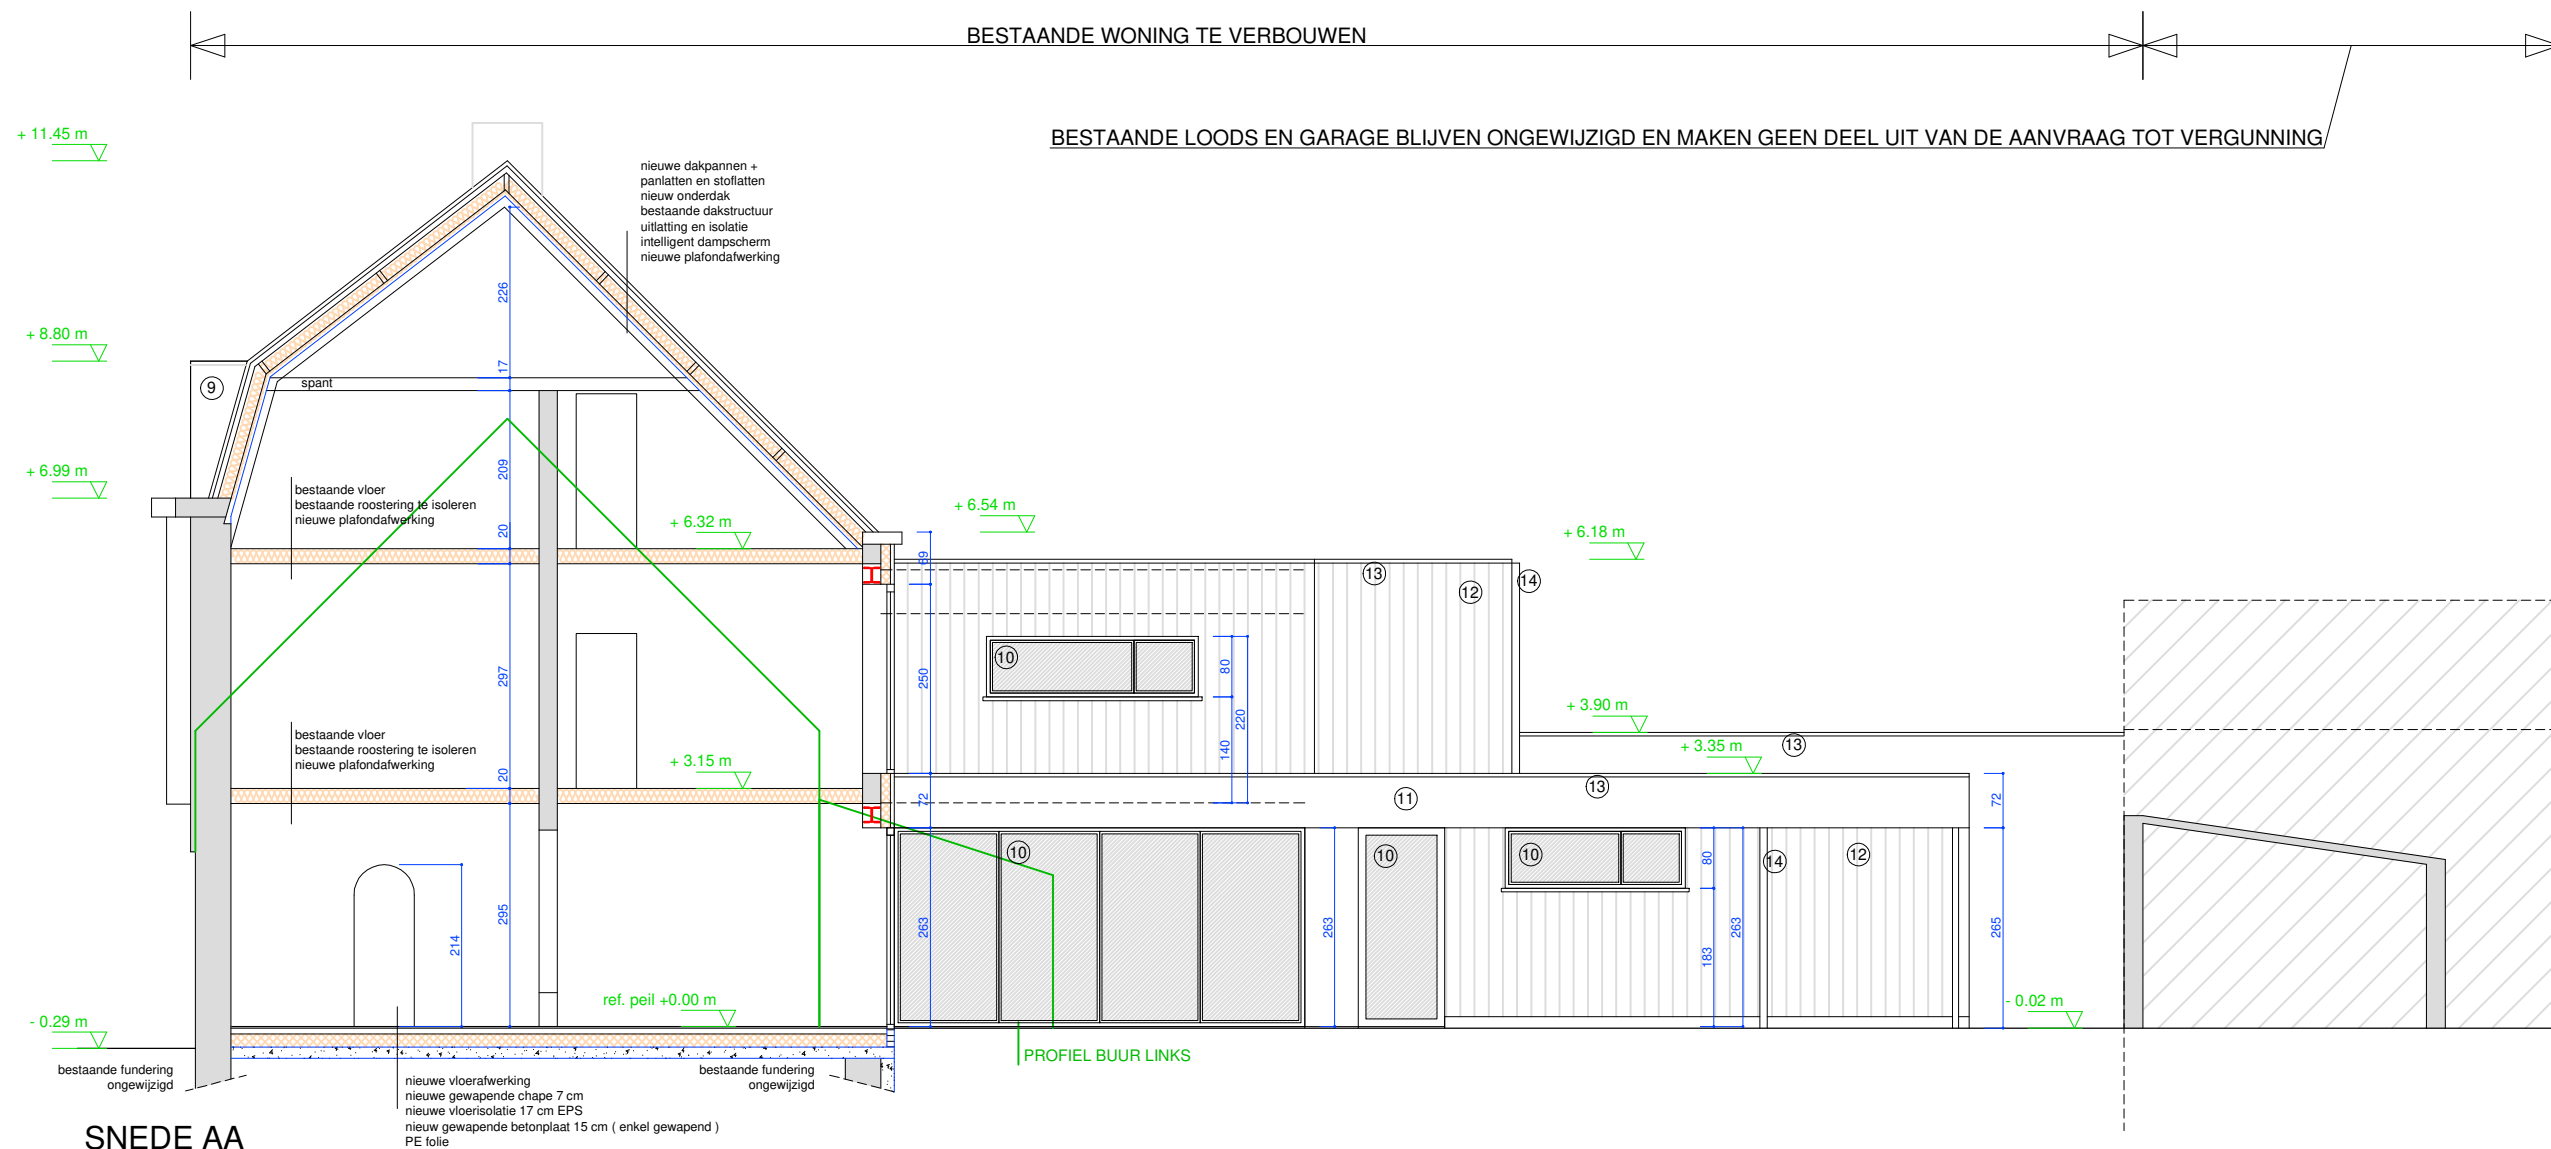 BESTAANDE WONING TE VERBOUWEN
BESTAANDE LOODS EN GARAGE BLIJVEN ONGEWIJZIGD EN MAKEN GEEN DEEL UIT VAN DE AANVRAAG TOT VERGUNNING
+ 11.45 m
nieuwe dakpannen +
panlatten en stoflatten
nieuw onderdak
bestaande dakstructuur
uitlatting en isolatie
intelligent dampscherm
nieuwe plafondafwerking
226
+ 8.80 m
17
9
spant
209
+ 6.99 m
bestaande vloer
bestaande roostering te isoleren
nieuwe plafondafwerking
20
+ 6.32 m
+ 6.54 m
+ 6.18 m
69
13
12
14
10
80
250
297
220
140
+ 3.90 m
13
+ 3.35 m
bestaande vloer
bestaande roostering te isoleren
nieuwe plafondafwerking
20
+ 3.15 m
72
11
13
72
10
10
10
80
14
12
295
214
263
263
183
263
265
ref. peil +0.00 m
- 0.29 m
- 0.02 m
PROFIEL BUUR LINKS
bestaande fundering
ongewijzigd
bestaande fundering
ongewijzigd
nieuwe vloerafwerking
nieuwe gewapende chape 7 cm
nieuwe vloerisolatie 17 cm EPS
nieuw gewapende betonplaat 15 cm ( enkel gewapend )
PE folie
SNEDE AA